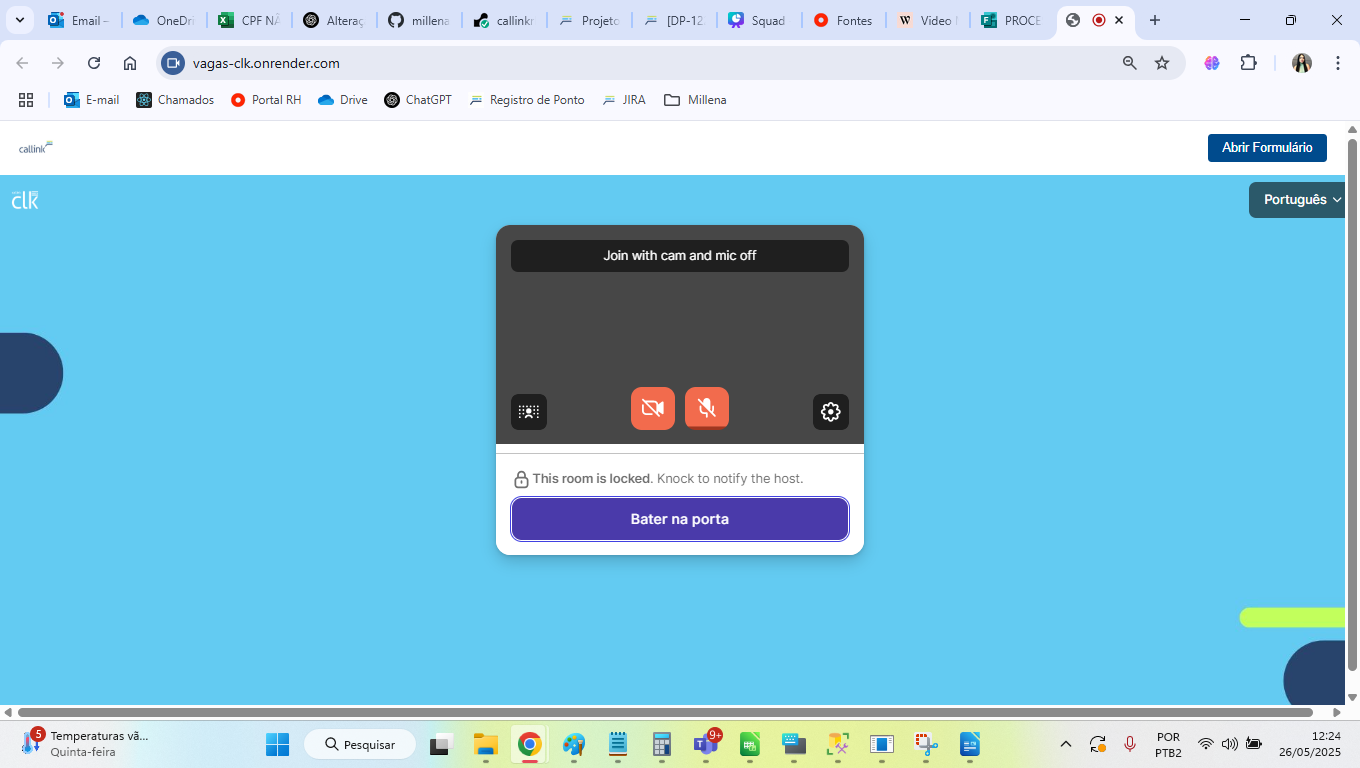 Email –
OneDri
CPF NÃ
Alteraç
millena
callinkr
Projeto
[DP-12
Squad
Fontes
Video
PROCE
vagas-clk.onrender.com
E-mail
Chamados
Portal RH
Drive
ChatGPT
Registro de Ponto
JIRA
Millena
callink
Abrir Formulário
clk
Português
Join with cam and mic off
This room is locked. Knock to notify the host.
Bater na porta
5
Temperaturas vã...
Quinta-feira
Pesquisar
9+
POR
PTB2
12:24
26/05/2025